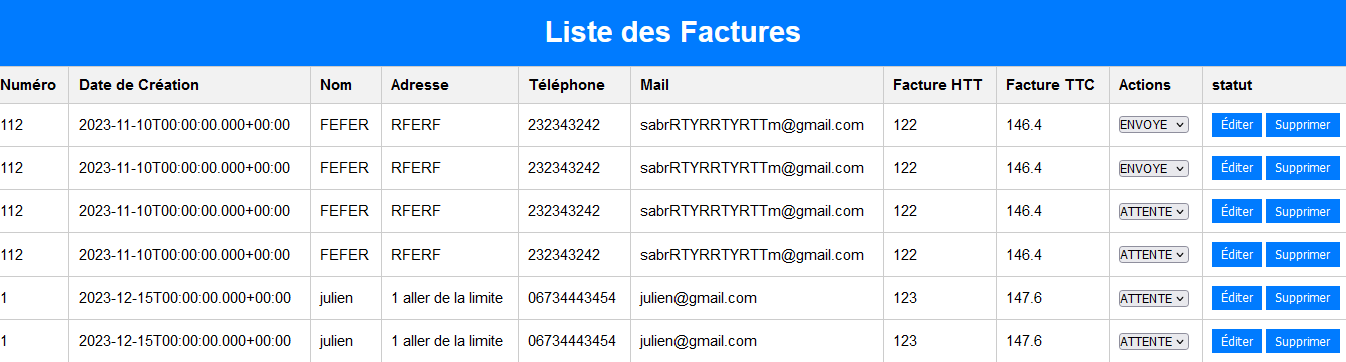 Liste des Factures
Numéro Date de Création Nom Adresse Téléphone Mail Facture HTT Facture TTC Actions statut
112 2023-11-10T00:00:00.000+00:00 FEFER RFERF 232343242 sabrRTYRRTYRTTm@gmail.com 122 146.4 ENVOYE Éditer Supprimer
112 2023-11-10T00:00:00.000+00:00 FEFER RFERF 232343242 sabrRTYRRTYRTTm@gmail.com 122 146.4 ENVOYE Éditer Supprimer
112 2023-11-10T00:00:00.000+00:00 FEFER RFERF 232343242 sabrRTYRRTYRTTm@gmail.com 122 146.4 ATTENTE Éditer Supprimer
112 2023-11-10T00:00:00.000+00:00 FEFER RFERF 232343242 sabrRTYRRTYRTTm@gmail.com 122 146.4 ATTENTE Éditer Supprimer
1 2023-12-15T00:00:00.000+00:00 julien 1 aller de la limite 06734443454 julien@gmail.com 123 147.6 ATTENTE Éditer Supprimer
1 2023-12-15T00:00:00.000+00:00 julien 1 aller de la limite 06734443454 julien@gmail.com 123 147.6 ATTENTE Éditer Supprimer